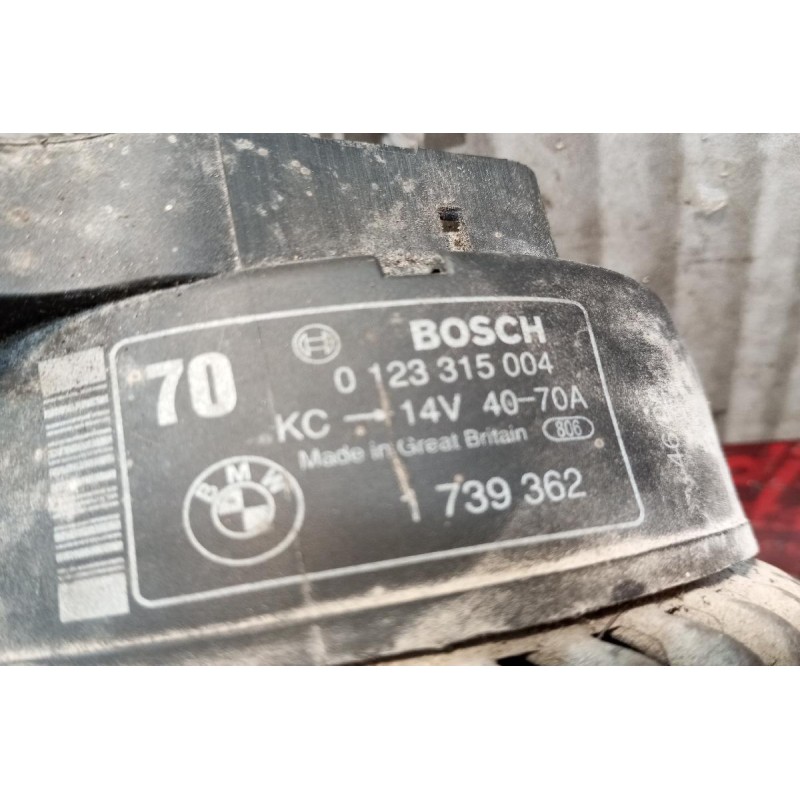 70
BOSCH
0 123 315 004
KC → 14V 40-70A
Made in Great Britain 806
BMW
1 739 362